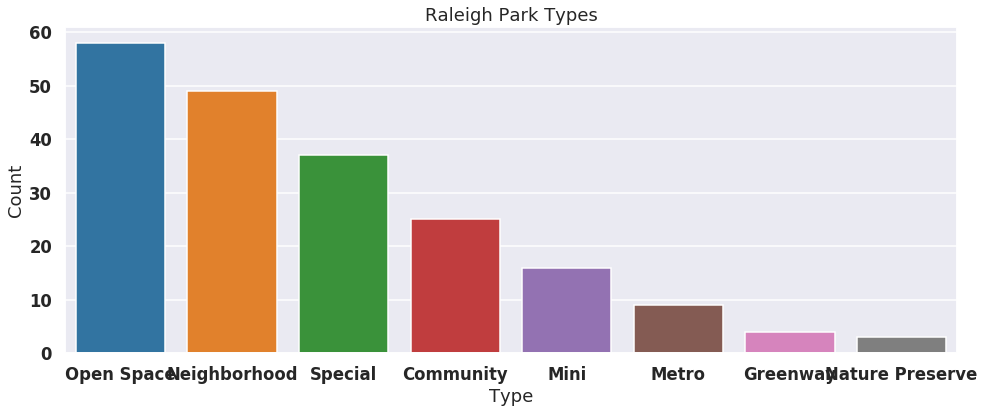 Raleigh Park Types
60
50
40
30
20
10
0
Count
Open Space Neighborhood Special Community Mini Metro Greenway Nature Preserve
Type